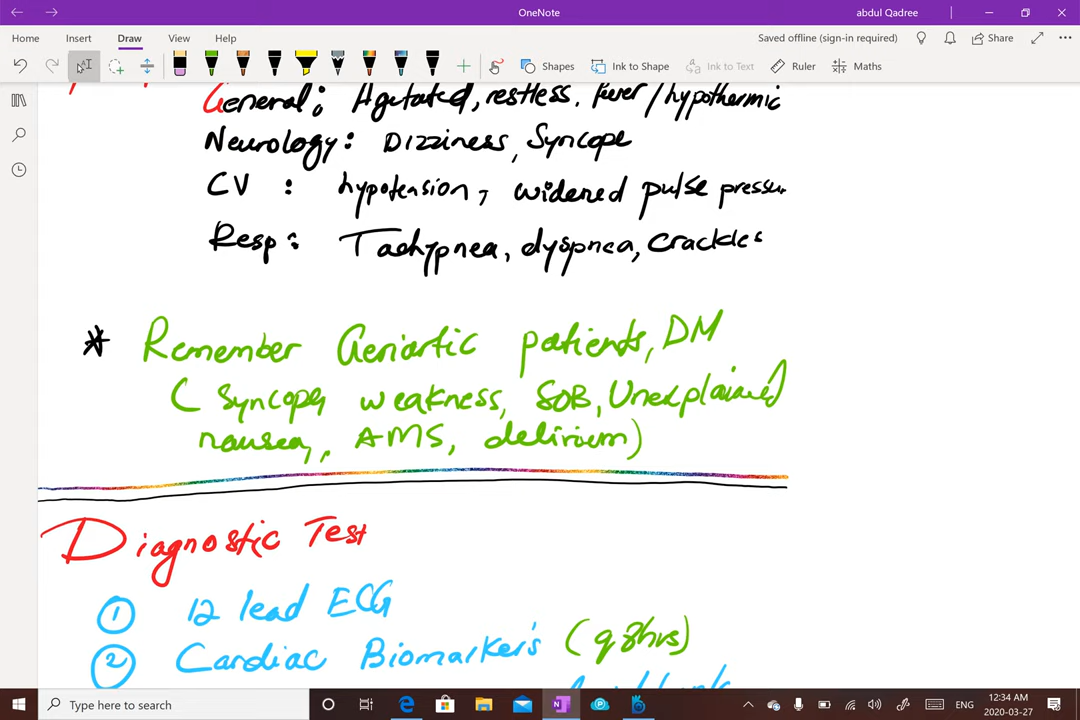 OneNote
abdul Qadree
Home Insert Draw View Help
Saved offline (sign-in required)
Share
Shapes
Ink to Shape
Ink to Text
Ruler
Maths
General: Agitated, restless, fever/hypothermic
Neurology: Dizziness, Syncope
CV : hypotension, widened pulse pressur
Resp: Tachypnea, dyspnea, crackles
* Remember Geriartic patients, DM
( Syncope, weakness, SOB, Unexplained
nausea, AMS, delirium)
Diagnostic Test
1 12 lead ECG
2 Cardiac Biomarker's (q8hrs)
Type here to search
ENG
12:34 AM
2020-03-27